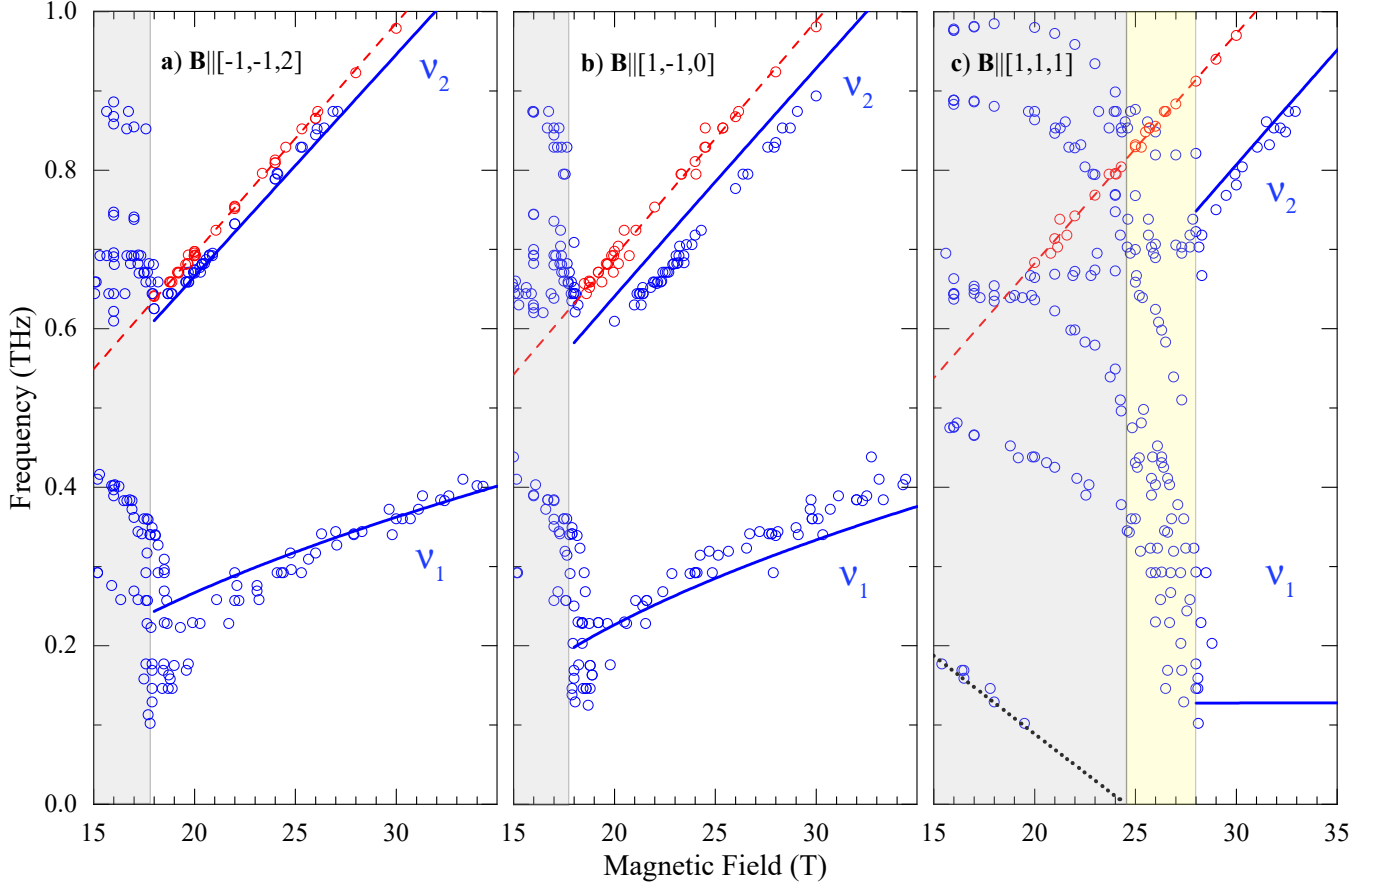 Frequency (THz)
1.0
0.8
0.6
0.4
0.2
0.0
a) B||[-1,-1,2]
ν2
ν1
15 20 25 30
b) B||[1,-1,0]
ν2
ν1
15 20 25 30
c) B||[1,1,1]
ν2
ν1
15 20 25 30 35
Magnetic Field (T)